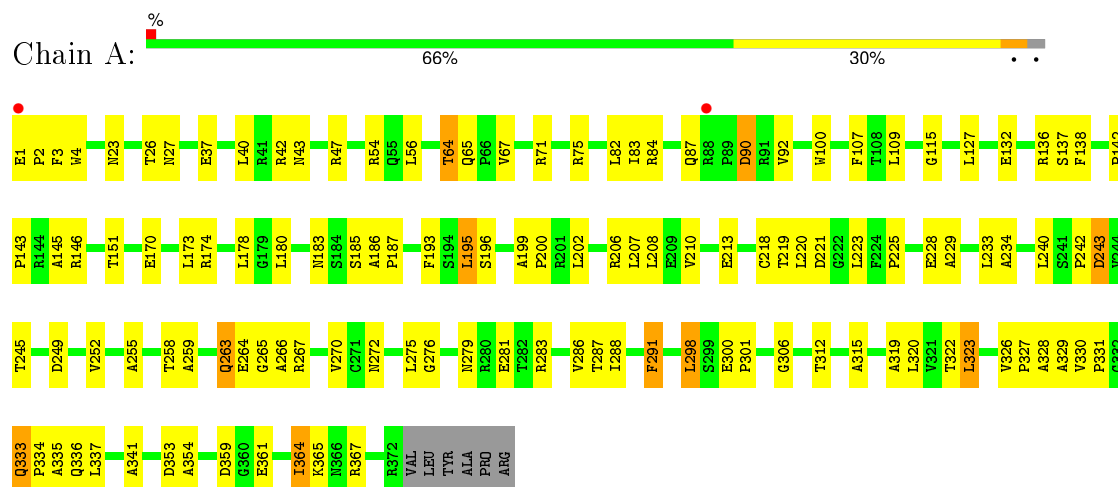 %
Chain A:
66% 30% • •
E1 P2 F3 W4 N23 T26 N27 E37 L40 R41 R42 N43 R47 R54 Q55 L56 T64 Q65 P66 V67 R71 R75 L82 I83 R84 Q87 R88 P89 D90 R91 V92 W100 F107 T108 L109 G115 L127 E132 R136 S137 F138
P143 R144 A145 R146 T151 E170 L173 R174 L178 G179 L180 N183 S184 S185 A186 P187 F193 S194 L195 S196 A199 P200 R201 L202 R206 L207 L208 E209 V210 E213 C218 T219 L220 D221 G222 L223 F224 P225 E228 A229 L233 A234 L240 S241 P242 D243
T245 D249 V252 A255 T258 A259 Q263 E264 G265 A266 R267 V270 C271 N272 L275 G276 N279 R280 E281 T282 R283 V286 T287 I288 F291 L298 S299 E300 P301 G306 T312 A315 A319 L320 V321 T322 L323 V326 P327 A328 A329 V330 P331
Q333 P334 A335 Q336 L337 A341 D353 A354 D359 G360 E361 I364 K365 N366 R367 R372 VAL LEU TYR ALA PRO ARG